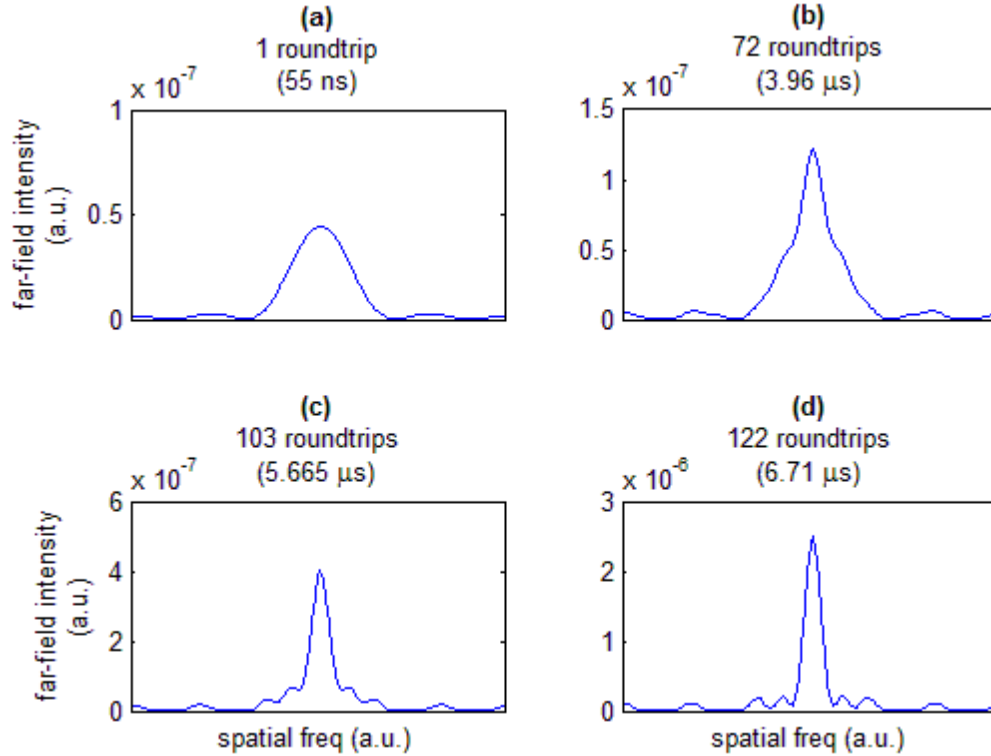 (a)
1 roundtrip
(55 ns)
x 10⁻⁷
1
0.5
0
far-field intensity
(a.u.)
(b)
72 roundtrips
(3.96 µs)
x 10⁻⁷
1.5
1
0.5
0
(c)
103 roundtrips
(5.665 µs)
x 10⁻⁷
6
4
2
0
far-field intensity
(a.u.)
spatial freq (a.u.)
(d)
122 roundtrips
(6.71 µs)
x 10⁻⁶
3
2
1
0
spatial freq (a.u.)